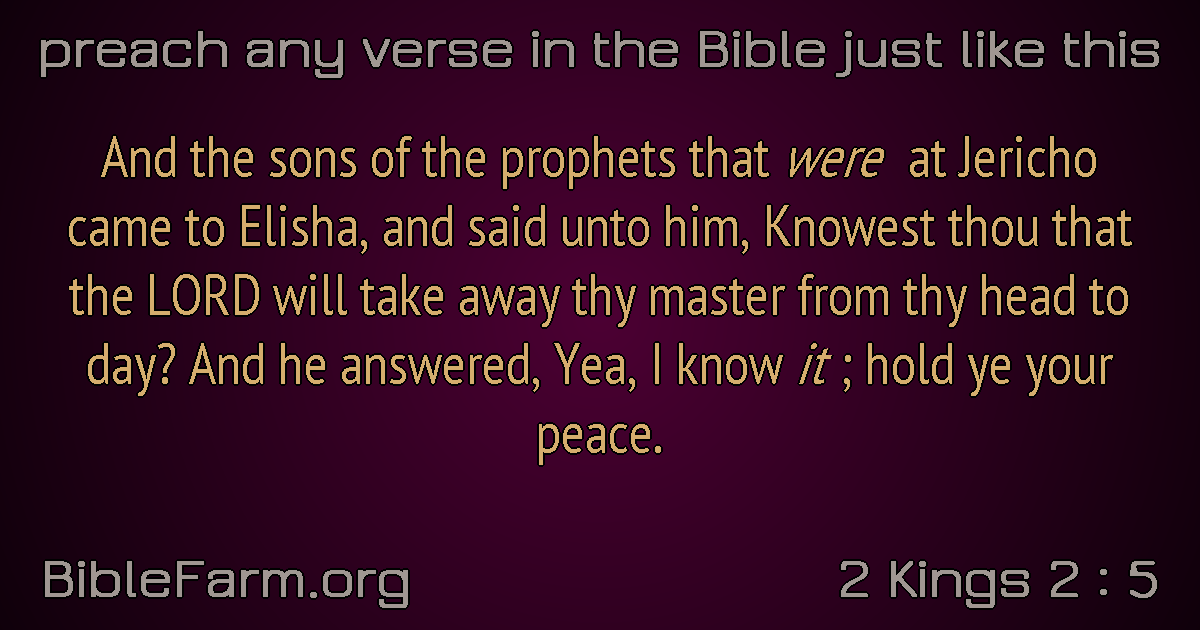 preach any verse in the Bible just like this
And the sons of the prophets that were at Jericho
came to Elisha, and said unto him, Knowest thou that
the LORD will take away thy master from thy head to
day? And he answered, Yea, I know it ; hold ye your
peace.
BibleFarm.org
2 Kings 2 : 5